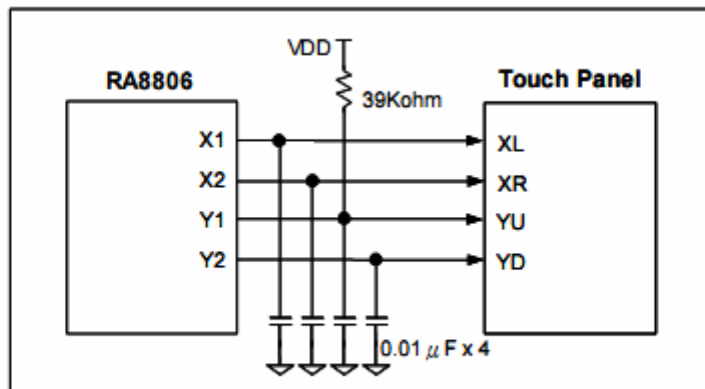 VDD
RA8806
39Kohm
Touch Panel
X1
XL
X2
XR
Y1
YU
Y2
YD
0.01 μF x 4